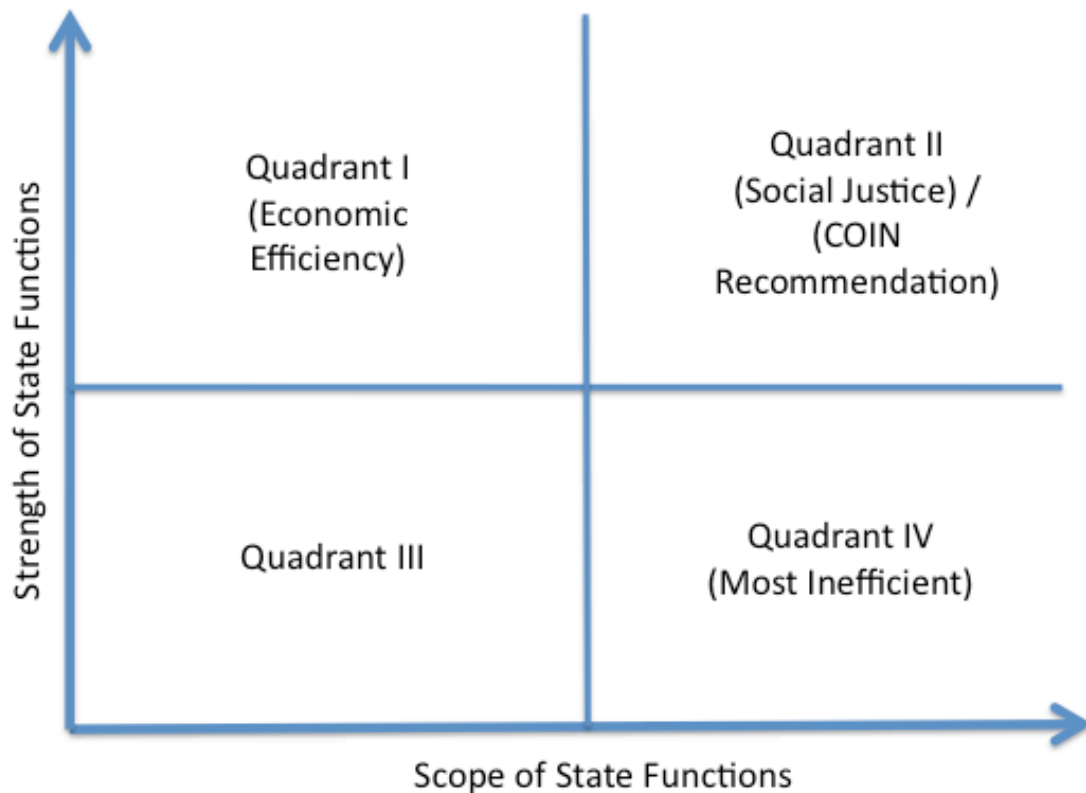 Strength of State Functions
Quadrant I
(Economic
Efficiency)
Quadrant II
(Social Justice) /
(COIN
Recommendation)
Quadrant III
Quadrant IV
(Most Inefficient)
Scope of State Functions